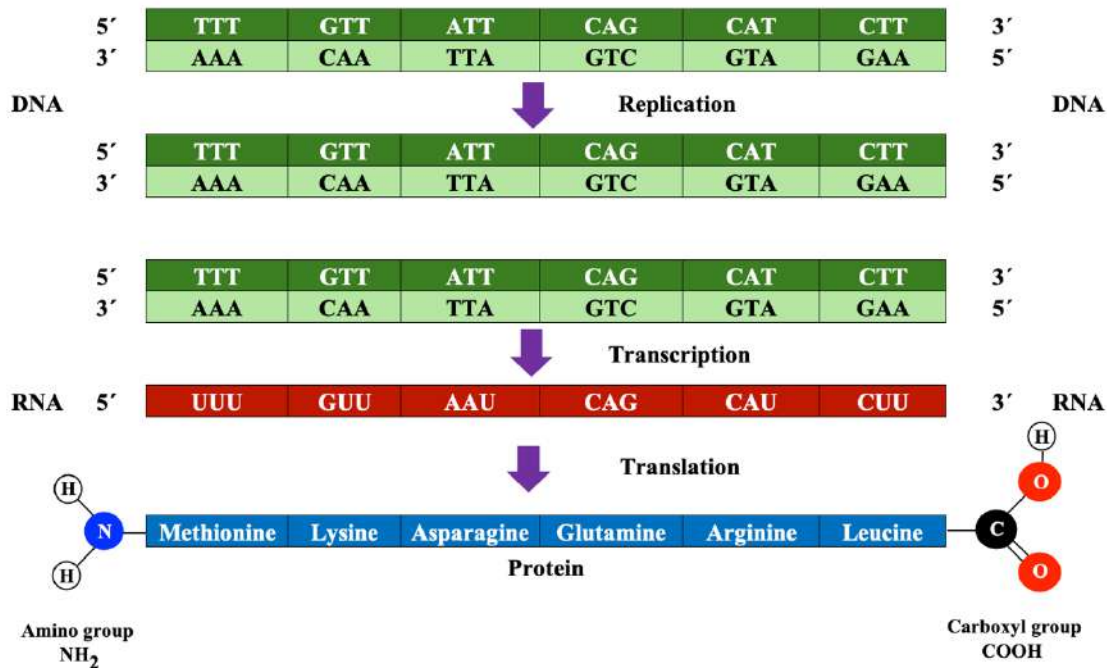 5´ TTT GTT ATT CAG CAT CTT 3´
3´ AAA CAA TTA GTC GTA GAA 5´
DNA Replication DNA
5´ TTT GTT ATT CAG CAT CTT 3´
3´ AAA CAA TTA GTC GTA GAA 5´
5´ TTT GTT ATT CAG CAT CTT 3´
3´ AAA CAA TTA GTC GTA GAA 5´
Transcription
RNA 5´ UUU GUU AAU CAG CAU CUU 3´ RNA
H
Translation
H O
N Methionine Lysine Asparagine Glutamine Arginine Leucine C
H Protein O
Amino group Carboxyl group
NH2 COOH